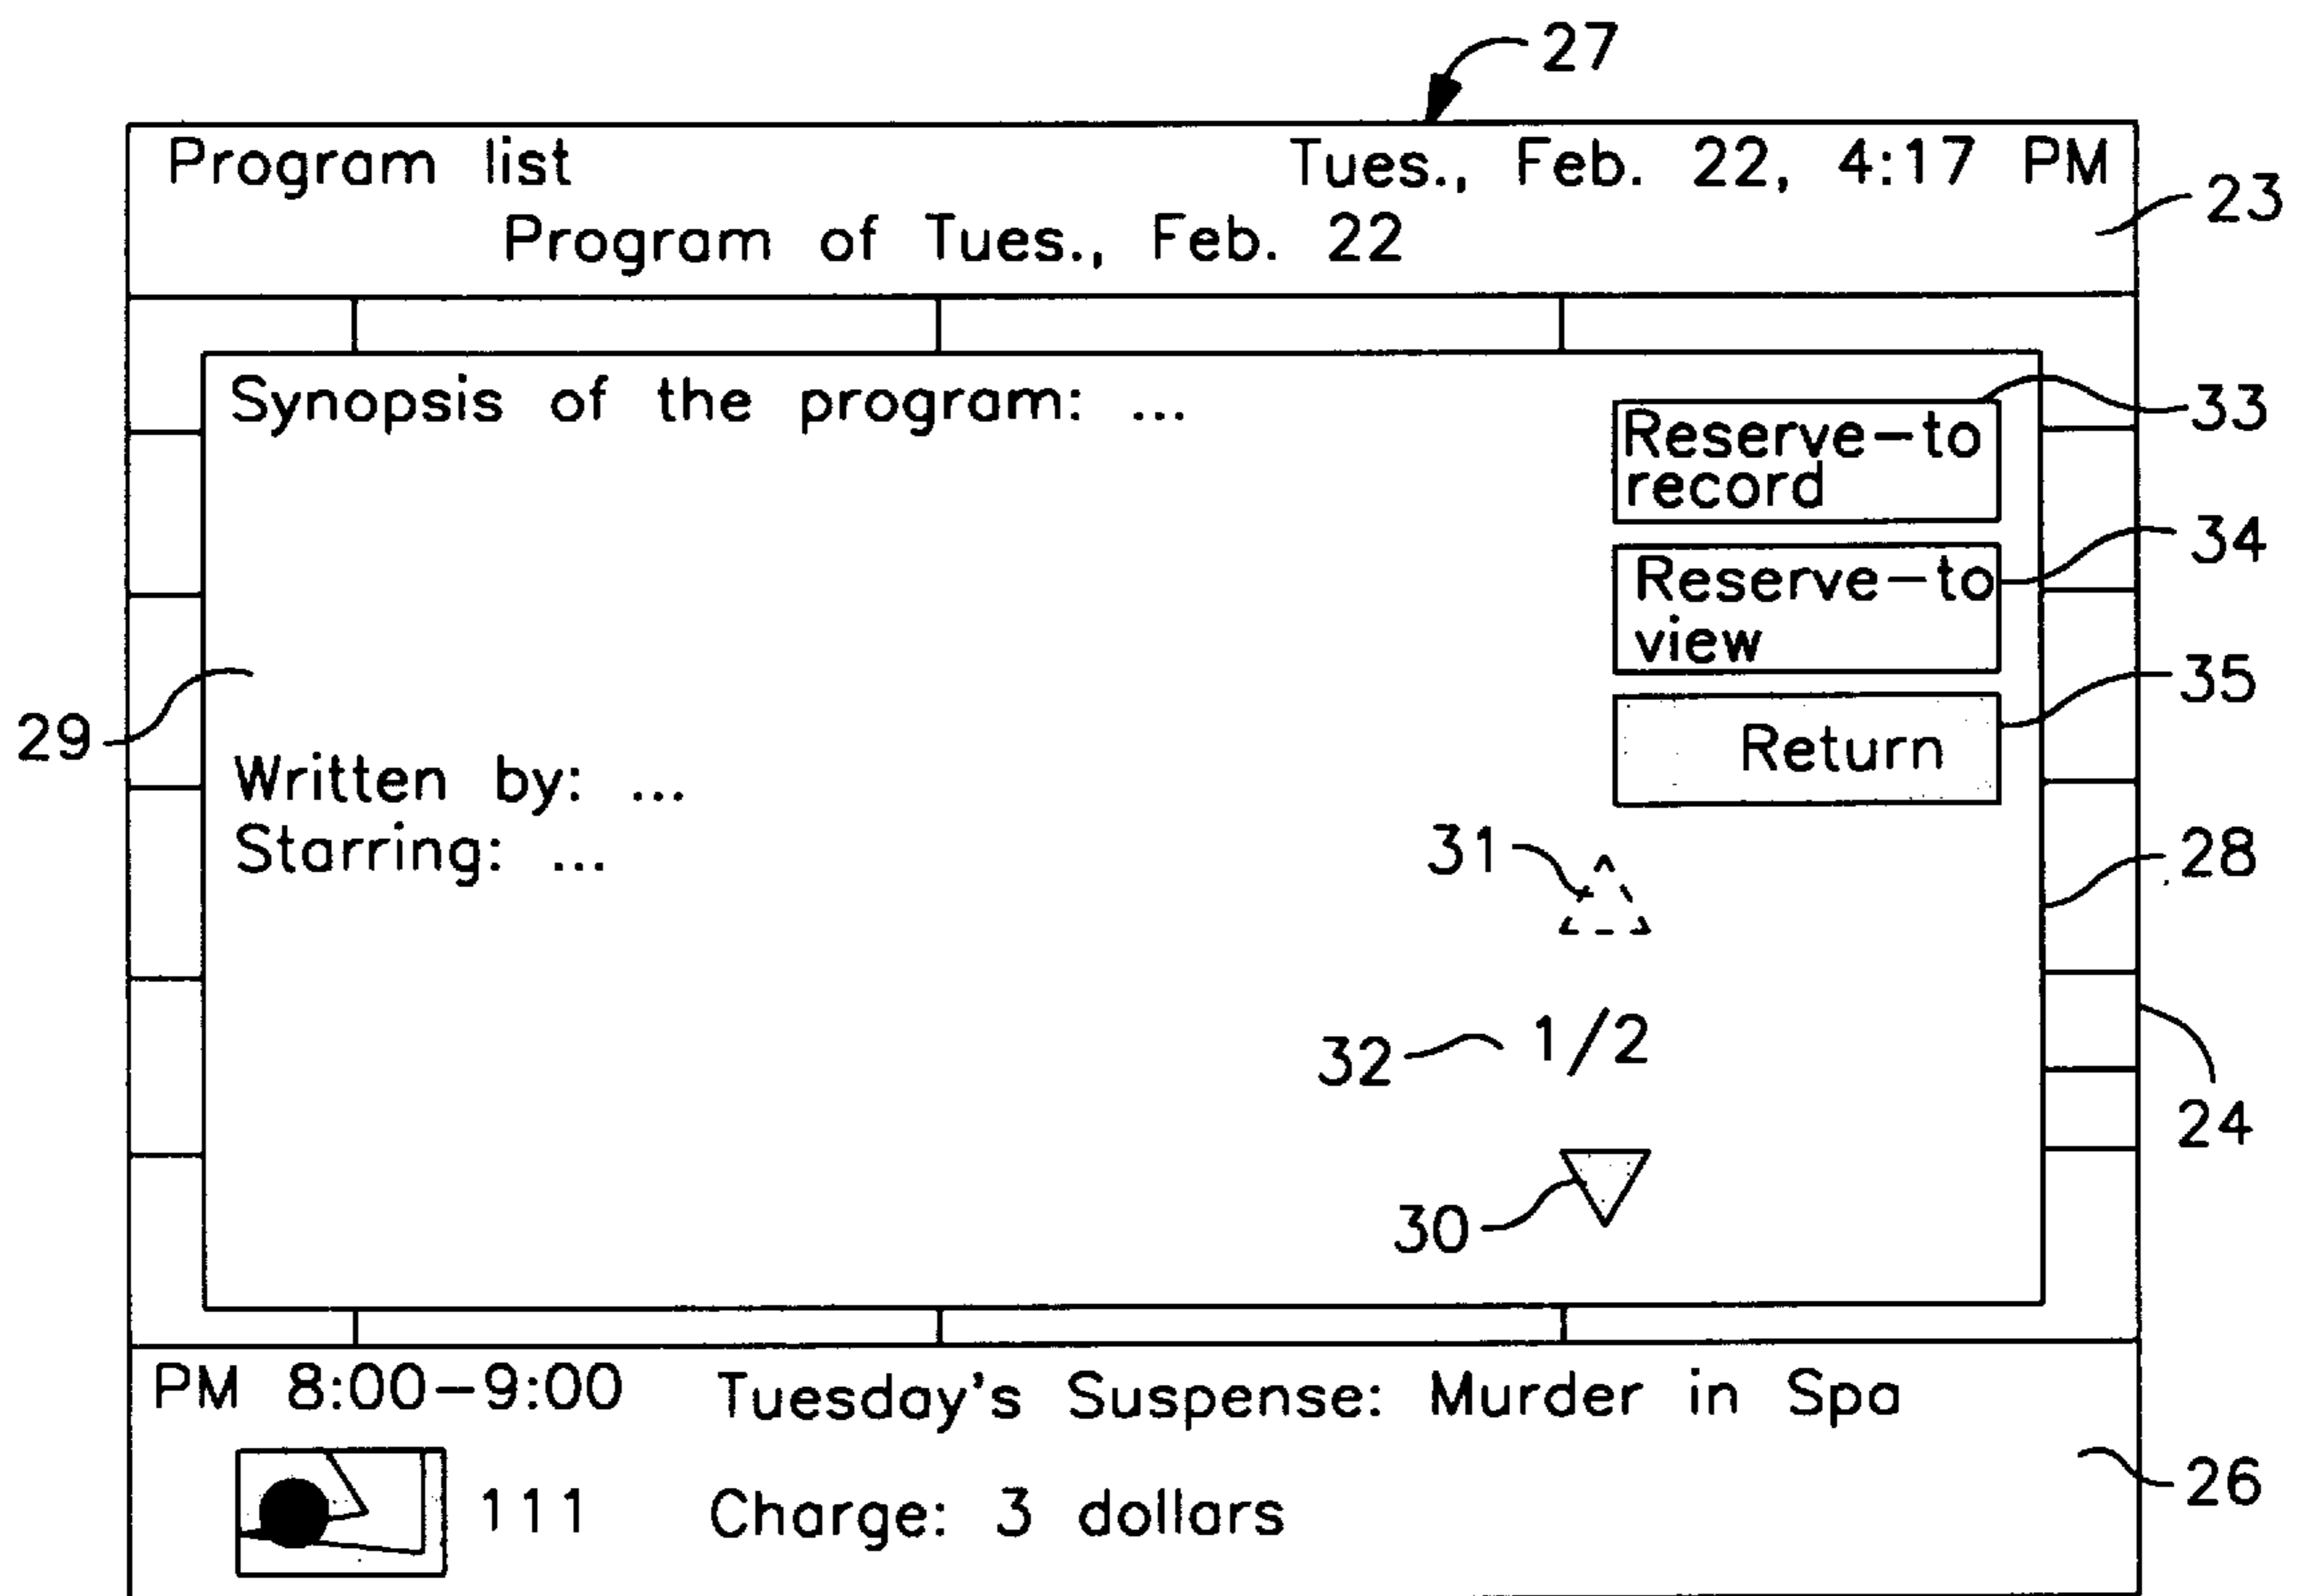 27
Program list Tues., Feb. 22, 4:17 PM
23
Program of Tues., Feb. 22
Synopsis of the program: ...
33
Reserve-to
record
34
Reserve-to
view
35
Return
29
Written by: ...
Starring: ...
31
28
32 1/2
24
30
PM 8:00-9:00 Tuesday's Suspense: Murder in Spa
26
111 Charge: 3 dollars